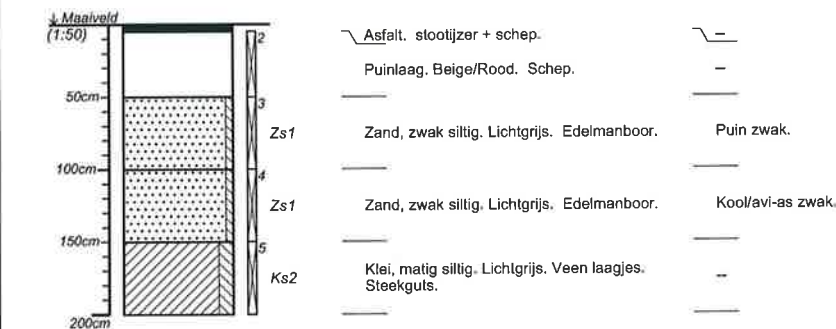 Maaiveld
(1:50) 2 Asfalt. stootijzer + schep. –
Puinlaag. Beige/Rood. Schep. –
50cm 3
Zs1 Zand, zwak siltig. Lichtgrijs. Edelmanboor. Puin zwak.
100cm 4
Zs1 Zand, zwak siltig. Lichtgrijs. Edelmanboor. Kool/avi-as zwak.
150cm 5
Ks2 Klei, matig siltig. Lichtgrijs. Veen laagjes. –
Steekguts.
200cm